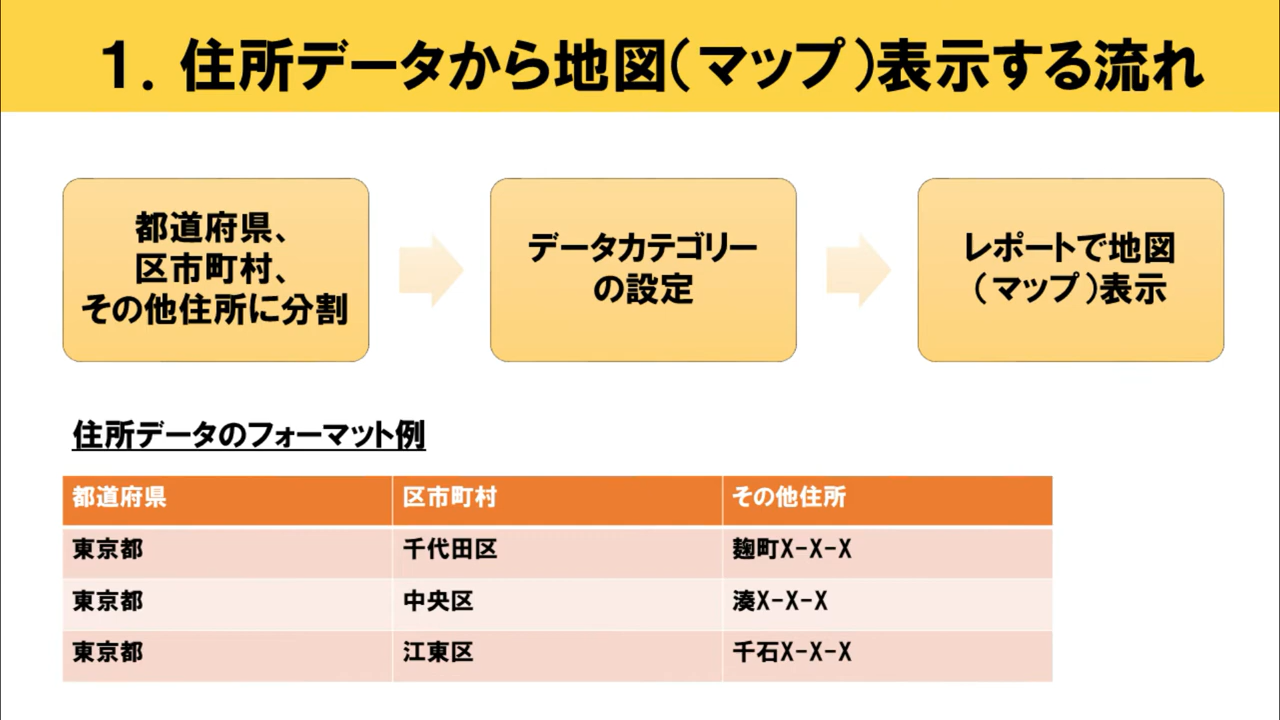 1．住所データから地図（マップ）表示する流れ
都道府県、
区市町村、
その他住所に分割
データカテゴリー
の設定
レポートで地図
（マップ）表示
住所データのフォーマット例
都道府県 区市町村 その他住所
東京都 千代田区 麹町X-X-X
東京都 中央区 湊X-X-X
東京都 江東区 千石X-X-X